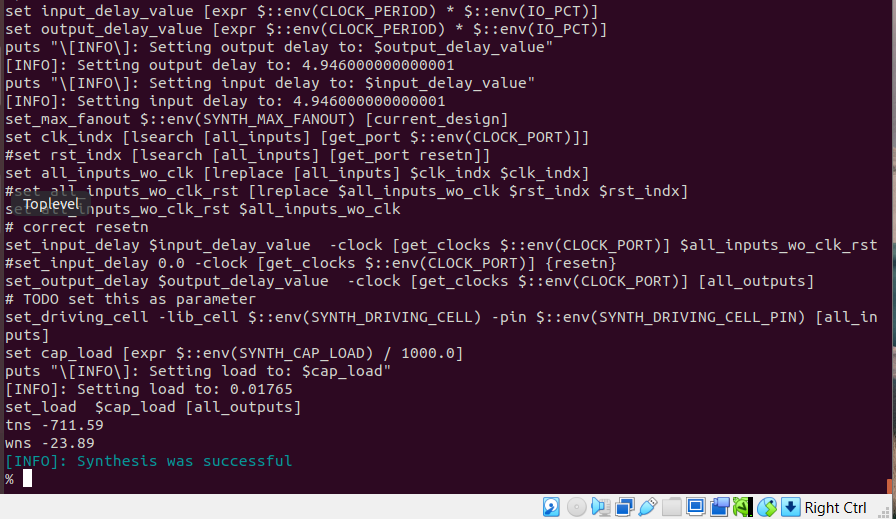 set input_delay_value [expr $::env(CLOCK_PERIOD) * $::env(IO_PCT)]
set output_delay_value [expr $::env(CLOCK_PERIOD) * $::env(IO_PCT)]
puts "\[INFO\]: Setting output delay to: $output_delay_value"
[INFO]: Setting output delay to: 4.946000000000001
puts "\[INFO\]: Setting input delay to: $input_delay_value"
[INFO]: Setting input delay to: 4.946000000000001
set_max_fanout $::env(SYNTH_MAX_FANOUT) [current_design]
set clk_indx [lsearch [all_inputs] [get_port $::env(CLOCK_PORT)]]
#set rst_indx [lsearch [all_inputs] [get_port resetn]]
set all_inputs_wo_clk [lreplace [all_inputs] $clk_indx $clk_indx]
#set all_inputs_wo_clk_rst [lreplace $all_inputs_wo_clk $rst_indx $rst_indx]
Toplevel
set all_inputs_wo_clk_rst $all_inputs_wo_clk
# correct resetn
set_input_delay $input_delay_value  -clock [get_clocks $::env(CLOCK_PORT)] $all_inputs_wo_clk_rst
#set_input_delay 0.0 -clock [get_clocks $::env(CLOCK_PORT)] {resetn}
set_output_delay $output_delay_value  -clock [get_clocks $::env(CLOCK_PORT)] [all_outputs]
# TODO set this as parameter
set_driving_cell -lib_cell $::env(SYNTH_DRIVING_CELL) -pin $::env(SYNTH_DRIVING_CELL_PIN) [all_in
puts]
set cap_load [expr $::env(SYNTH_CAP_LOAD) / 1000.0]
puts "\[INFO\]: Setting load to: $cap_load"
[INFO]: Setting load to: 0.01765
set_load  $cap_load [all_outputs]
tns -711.59
wns -23.89
[INFO]: Synthesis was successful
%
Right Ctrl